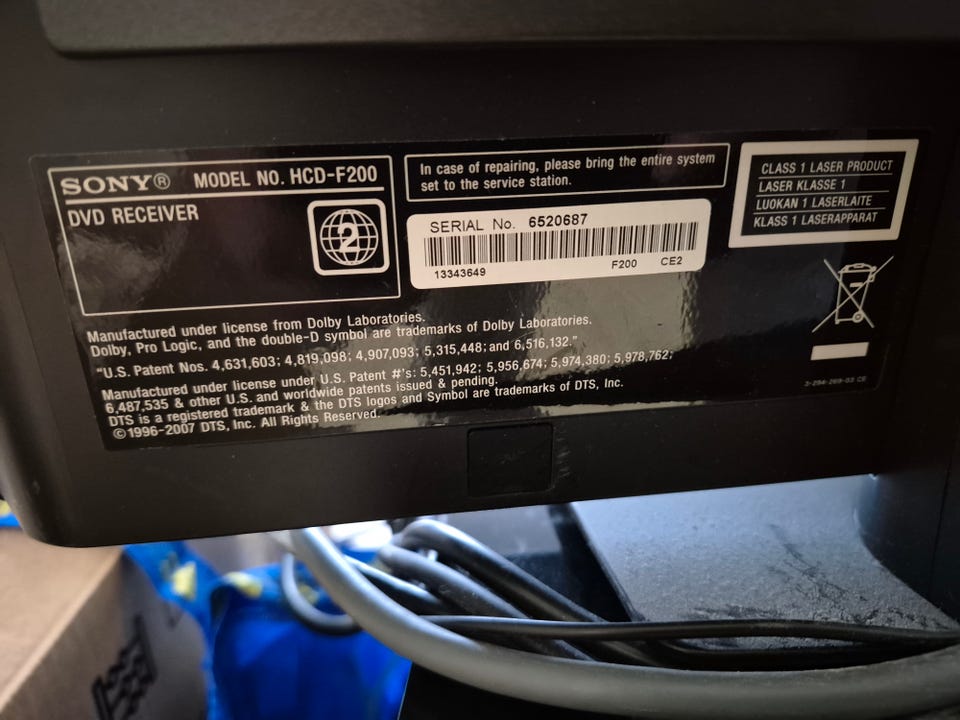 SONY® MODEL NO. HCD-F200
DVD RECEIVER
2
In case of repairing, please bring the entire system
set to the service station.
SERIAL No. 6520687
13343649 F200 CE2
CLASS 1 LASER PRODUCT
LASER KLASSE 1
LUOKAN 1 LASERLAITE
KLASS 1 LASERAPPARAT
Manufactured under license from Dolby Laboratories.
Dolby, Pro Logic, and the double-D symbol are trademarks of Dolby Laboratories.
"U.S. Patent Nos. 4,631,603; 4,819,098; 4,907,093; 5,315,448; and 6,516,132."
Manufactured under license under U.S. Patent #'s: 5,451,942; 5,956,674; 5,974,380; 5,978,762;
6,487,535 & other U.S. and worldwide patents issued & pending.
DTS is a registered trademark & the DTS logos and Symbol are trademarks of DTS, Inc.
©1996-2007 DTS, Inc. All Rights Reserved.
3-294-269-03 CE